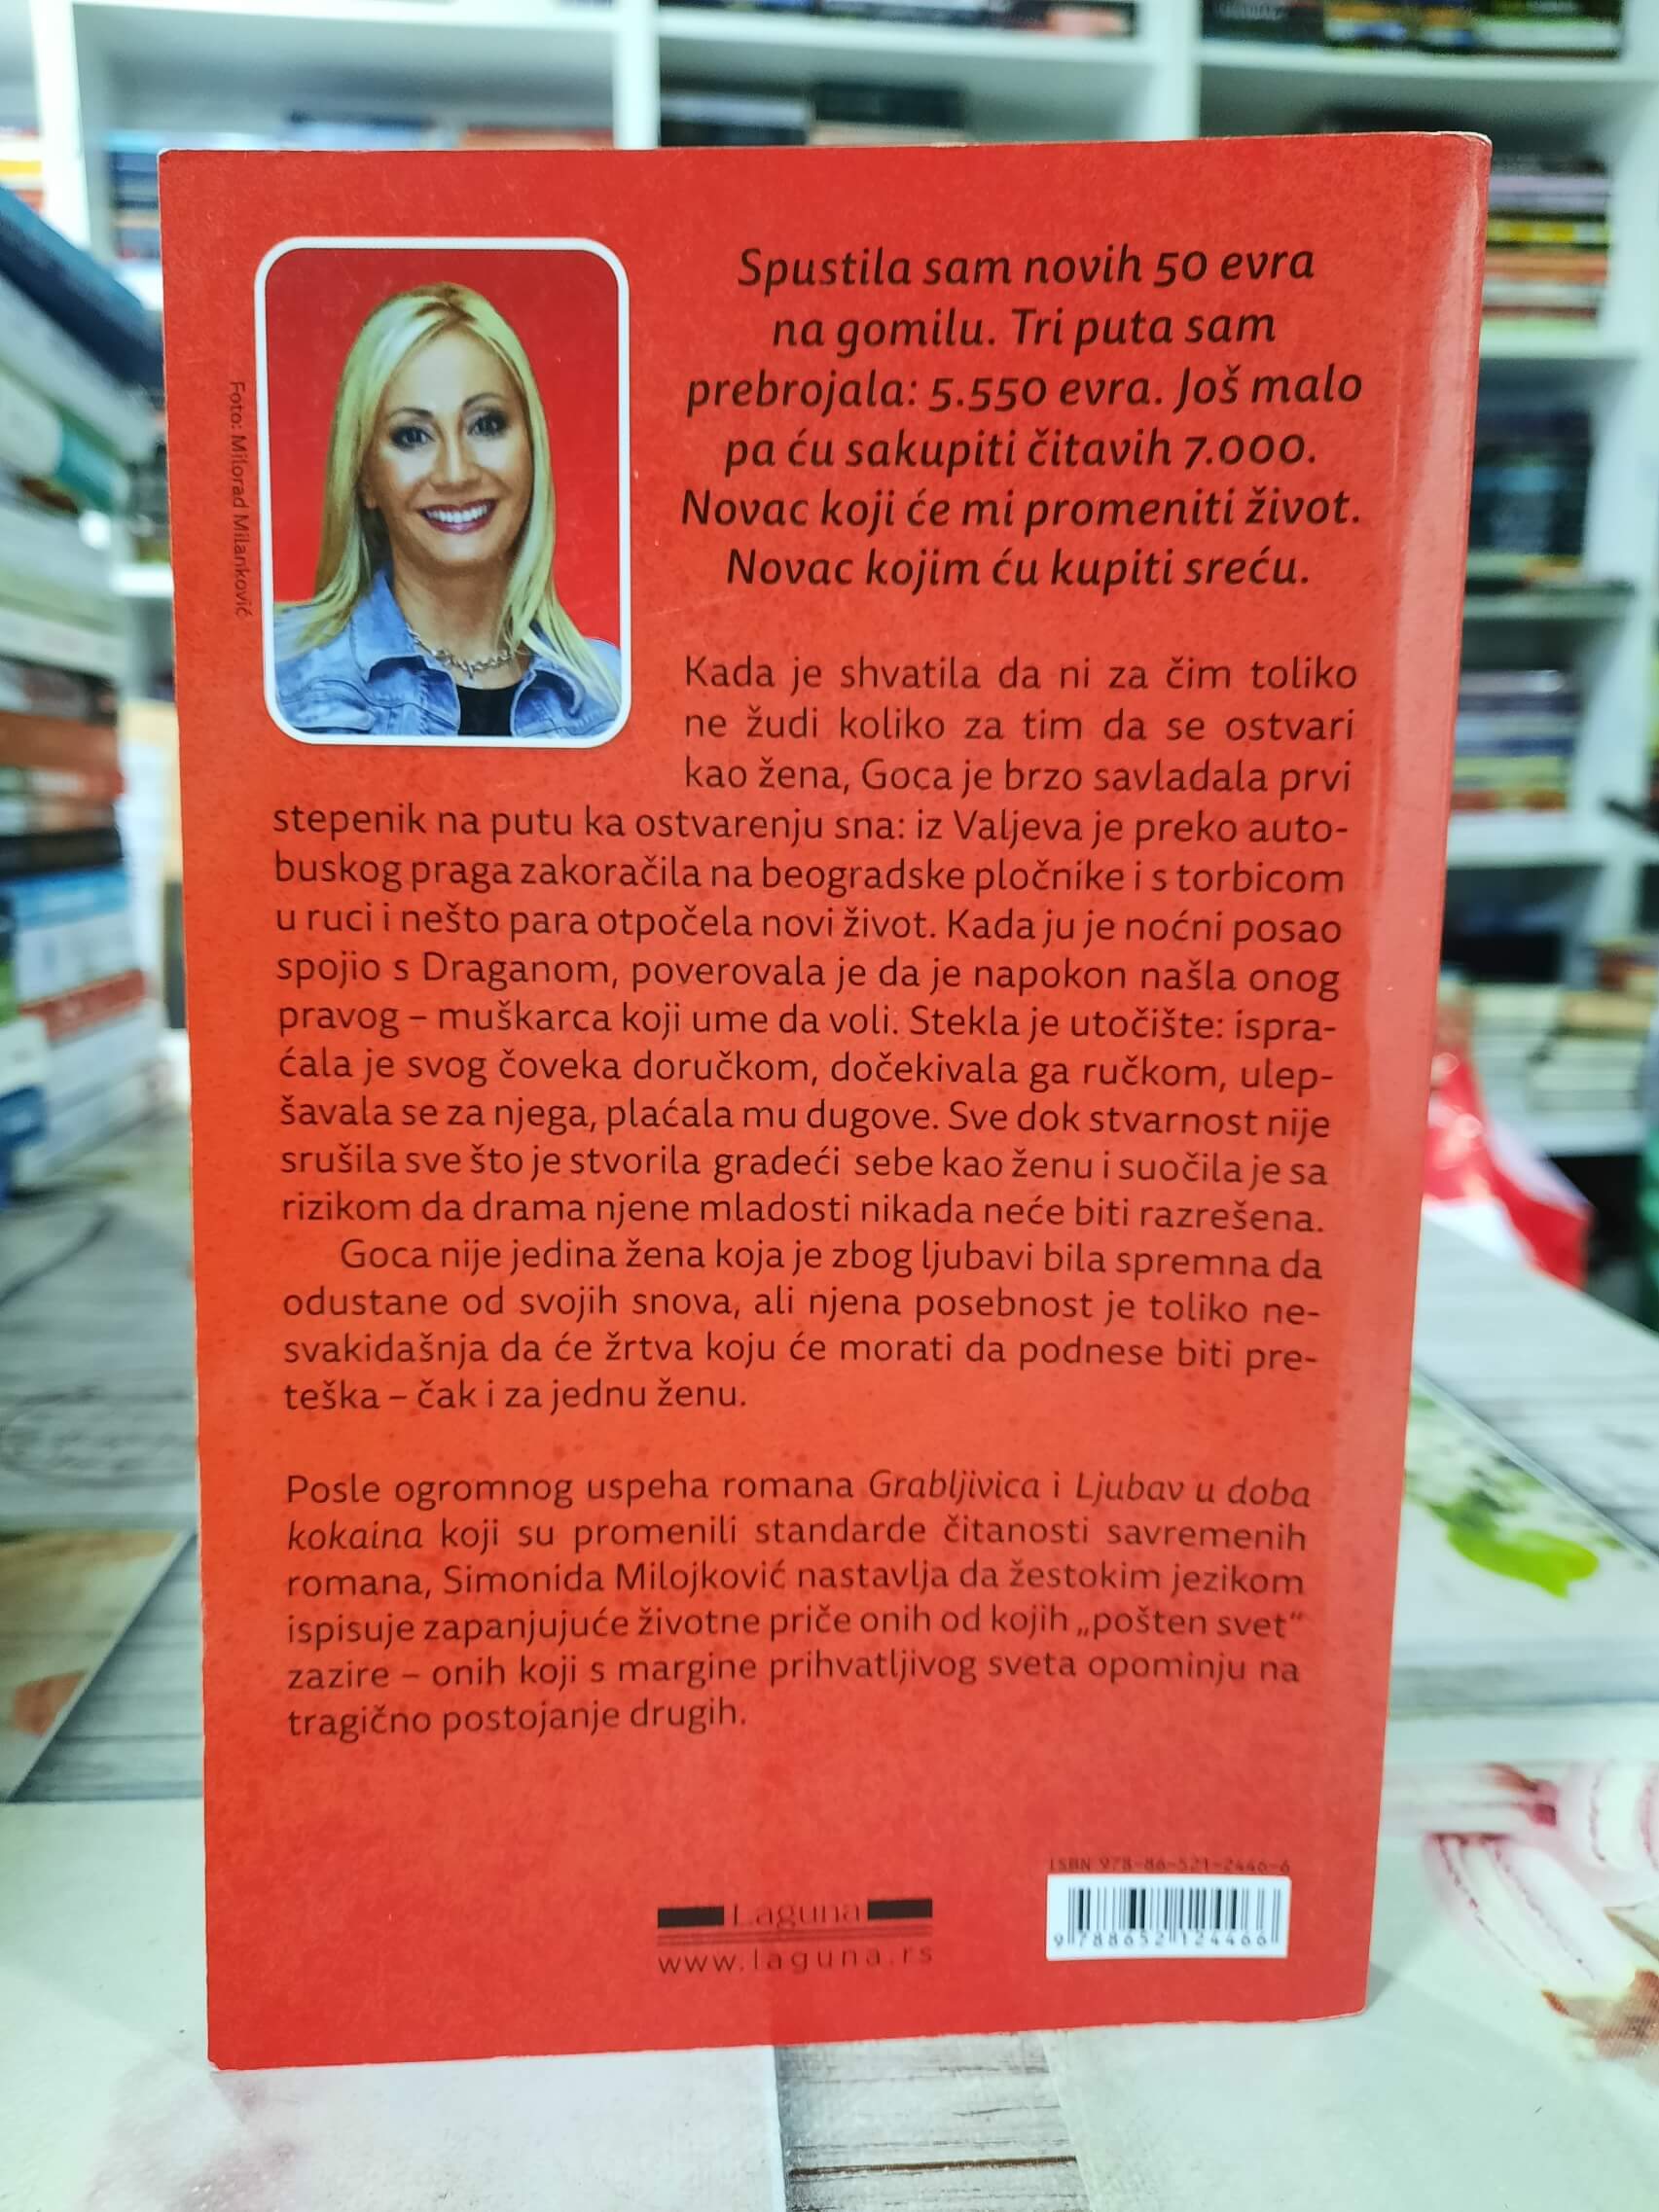 Foto: Milorad Milanković
Spustila sam novih 50 evra
na gomilu. Tri puta sam
prebrojala: 5.550 evra. Još malo
pa ću sakupiti čitavih 7.000.
Novac koji će mi promeniti život.
Novac kojim ću kupiti sreću.
Kada je shvatila da ni za čim toliko
ne žudi koliko za tim da se ostvari
kao žena, Goca je brzo savladala prvi
stepenik na putu ka ostvarenju sna: iz Valjeva je preko auto-
buskog praga zakoračila na beogradske pločnike i s torbicom
u ruci i nešto para otpočela novi život. Kada ju je noćni posao
spojio s Draganom, poverovala je da je napokon našla onog
pravog – muškarca koji ume da voli. Stekla je utočište: ispra-
ćala je svog čoveka doručkom, dočekivala ga ručkom, ulep-
šavala se za njega, plaćala mu dugove. Sve dok stvarnost nije
srušila sve što je stvorila gradeći sebe kao ženu i suočila je sa
rizikom da drama njene mladosti nikada neće biti razrešena.
Goca nije jedina žena koja je zbog ljubavi bila spremna da
odustane od svojih snova, ali njena posebnost je toliko ne-
svakidašnja da će žrtva koju će morati da podnese biti pre-
teška – čak i za jednu ženu.
Posle ogromnog uspeha romana Grabljivica i Ljubav u doba
kokaina koji su promenili standarde čitanosti savremenih
romana, Simonida Milojković nastavlja da žestokim jezikom
ispisuje zapanjujuće životne priče onih od kojih „pošten svet“
zazire – onih koji s margine prihvatljivog sveta opominju na
tragično postojanje drugih.
ISBN 978-86-521-2446-6
Laguna
www.laguna.rs
9 788652 124466